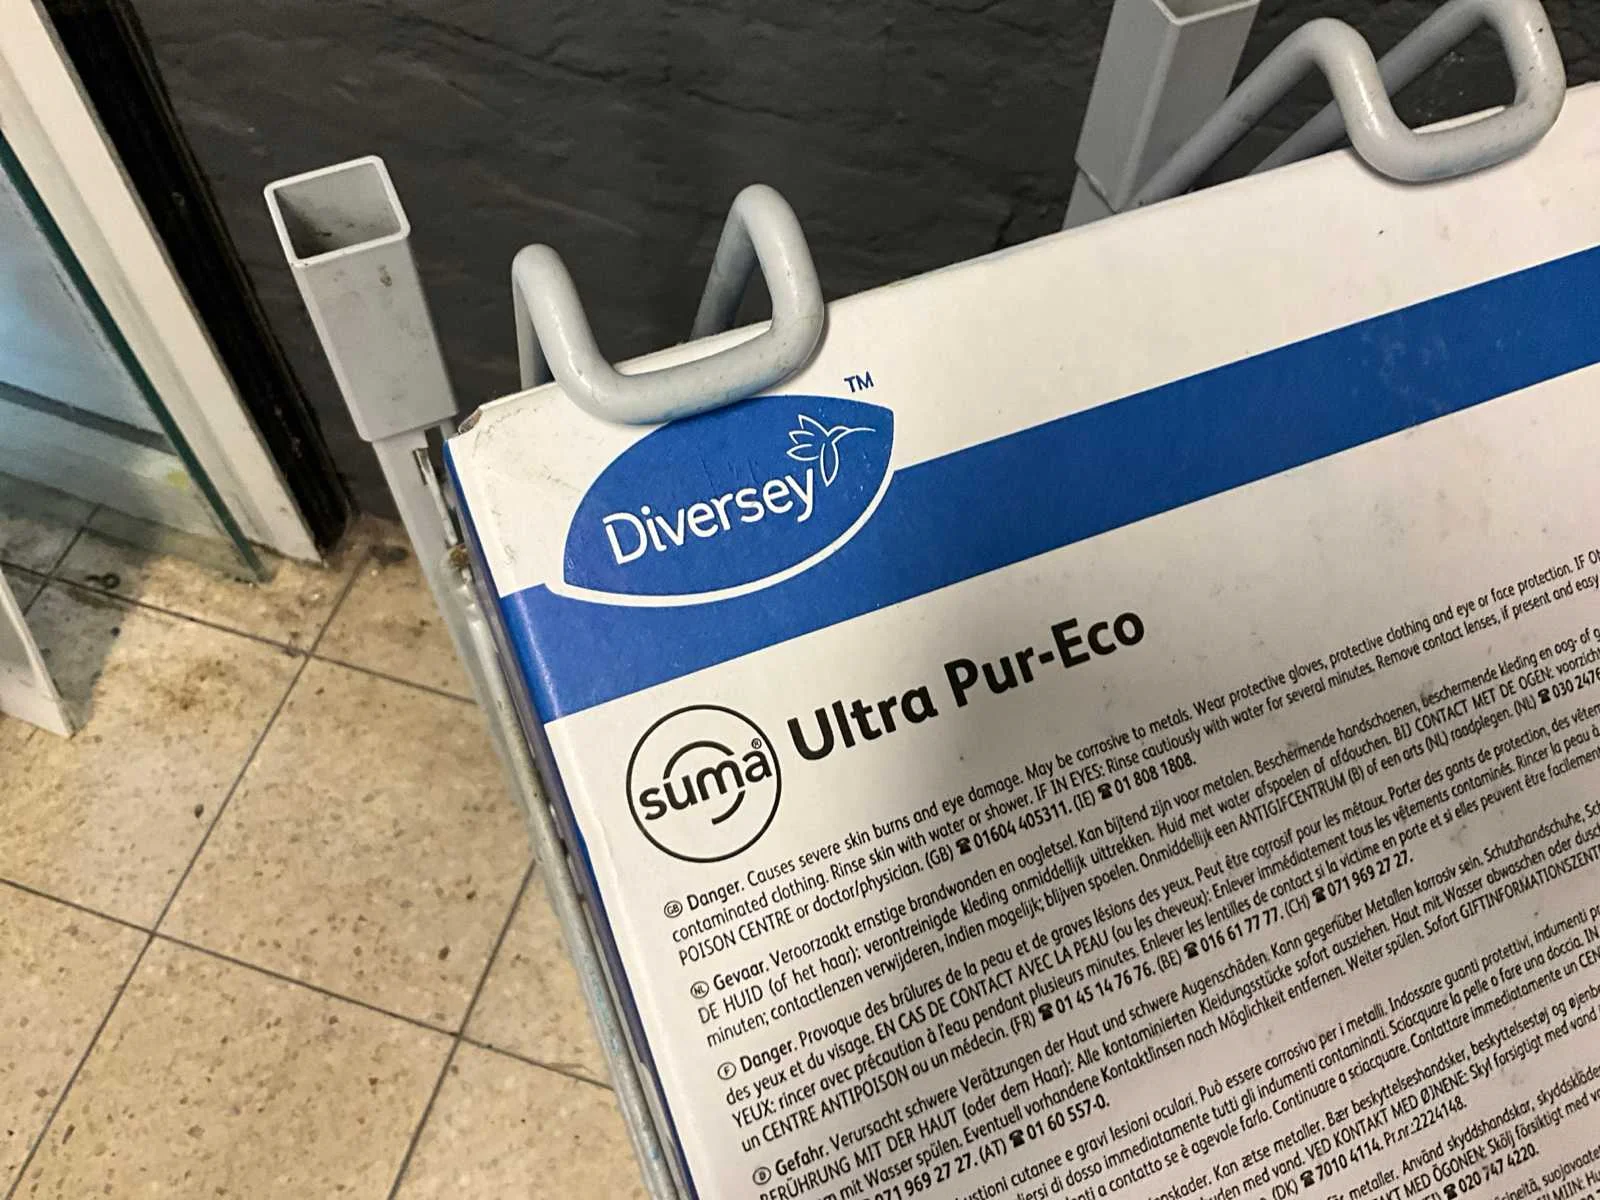 Diversey™
suma® Ultra Pur-Eco
GB Danger. Causes severe skin burns and eye damage. May be corrosive to metals. Wear protective gloves, protective clothing and eye or face protection. IF
contaminated clothing. Rinse skin with water or shower. IF IN EYES: Rinse cautiously with water for several minutes. Remove contact lenses, if present and easy
POISON CENTRE or doctor/physician. (GB) ☎ 01604 405311. (IE) ☎ 01 808 1808.
NL Gevaar. Veroorzaakt ernstige brandwonden en oogletsel. Kan bijtend zijn voor metalen. Beschermende handschoenen, beschermende kleding en oog- of
DE HUID (of het haar): verontreinigde kleding onmiddellijk uittrekken. Huid met water afspoelen of afdouchen. BIJ CONTACT MET DE OGEN: voorzicht
minuten; contactlenzen verwijderen, indien mogelijk; blijven spoelen. Onmiddellijk een ANTIGIFCENTRUM (B) of een arts (NL) raadplegen. (NL) ☎ 030 2476
F Danger. Provoque des brûlures de la peau et de graves lésions des yeux. Peut être corrosif pour les métaux. Porter des gants de protection, des vêtem
des yeux et du visage. EN CAS DE CONTACT AVEC LA PEAU (ou les cheveux): Enlever immédiatement tous les vêtements contaminés. Rincer la peau à
YEUX: rincer avec précaution à l'eau pendant plusieurs minutes. Enlever les lentilles de contact si la victime en porte et si elles peuvent être facilement
un CENTRE ANTIPOISON ou un médecin. (FR) ☎ 01 45 14 76 76. (BE) ☎ 016 61 77 77. (CH) ☎ 071 969 27 27.
D Gefahr. Verursacht schwere Verätzungen der Haut und schwere Augenschäden. Kann gegenüber Metallen korrosiv sein. Schutzhandschuhe,
BERÜHRUNG MIT DER HAUT (oder dem Haar): Alle kontaminierten Kleidungsstücke sofort ausziehen. Haut mit Wasser abwaschen oder dusc
mit Wasser spülen. Eventuell vorhandene Kontaktlinsen nach Möglichkeit entfernen. Weiter spülen. Sofort GIFTINFORMATIONSZENT
071 969 27 27. (AT) ☎ 01 60 557-0.
ustioni cutanee e gravi lesioni oculari. Può essere corrosivo per i metalli. Indossare guanti protettivi, indumenti
di dosso immediatamente tutti gli indumenti contaminati. Sciacquare la pelle o fare una doccia. IN
a contatto se è agevole farlo. Continuare a sciacquare. Contattare immediatamente un CEN
nskader. Kan ætse metaller. Bær beskyttelseshandsker, beskyttelsestøj og øjenbe
den med vand. VED KONTAKT MED ØJNENE: Skyl forsigtigt med vand
(DK) ☎ 7010 4114. Pr.nr.:2224148.
metaller. Använd skyddshandskar, skyddskläder
KT MED ÖGONEN: Skölj försiktigt med
☎ 020 747 4220.